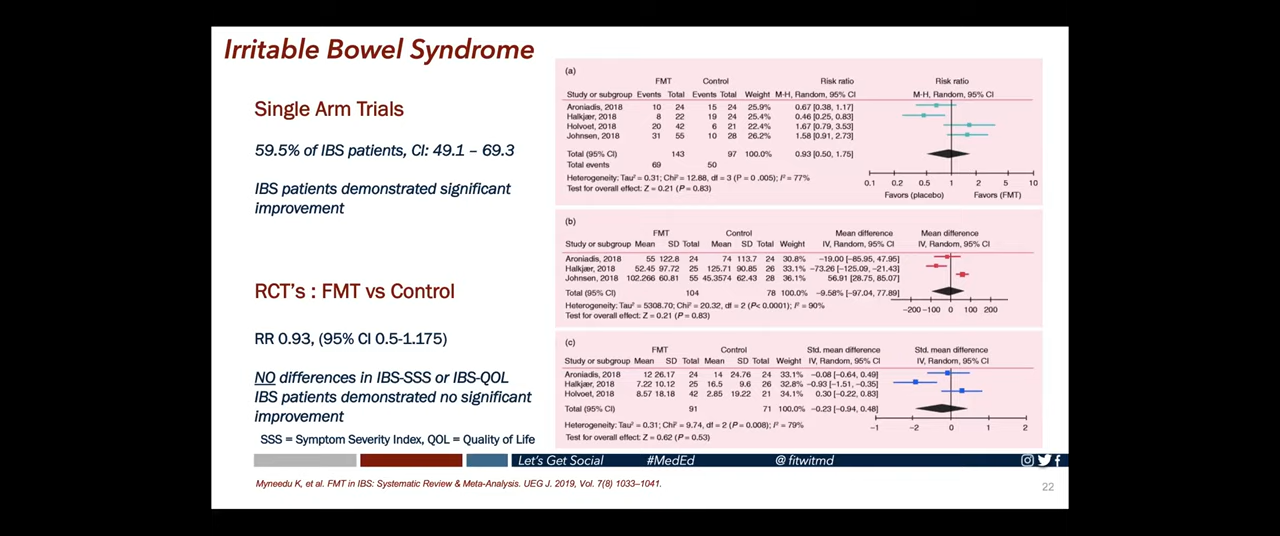 Irritable Bowel Syndrome
Single Arm Trials
59.5% of IBS patients, CI: 49.1 – 69.3
IBS patients demonstrated significant
improvement
RCT's : FMT vs Control
RR 0.93, (95% CI 0.5-1.175)
NO differences in IBS-SSS or IBS-QOL
IBS patients demonstrated no significant
improvement
SSS = Symptom Severity Index, QOL = Quality of Life
(a)
FMT Control Risk ratio Risk ratio
Study or subgroup Events Total Events Total Weight M-H, Random, 95% CI M-H, Random, 95% CI
Aroniadis, 2018 10 24 15 24 25.9% 0.67 [0.38, 1.17]
Halkjær, 2018 8 22 19 24 25.4% 0.46 [0.25, 0.83]
Holvoet, 2018 20 42 6 21 22.4% 1.67 [0.79, 3.53]
Johnsen, 2018 31 55 10 28 26.2% 1.58 [0.91, 2.73]
Total (95% CI) 143 97 100.0% 0.93 [0.50, 1.75]
Total events 69 50
Heterogeneity: Tau² = 0.31; Chi² = 12.88, df = 3 (P = 0 ,005); I² = 77%
Test for overall effect: Z = 0.21 (P = 0.83)
0.1 0.2 0.5 1 2 5 10
Favors (placebo) Favors (FMT)
(b)
FMT Control Mean difference Mean difference
Study or subgroup Mean SD Total Mean SD Total Weight IV, Random, 95% CI IV, Random, 95% CI
Aroniadis, 2018 55 122.8 24 74 113.7 24 30.8% −19.00 [−85.95, 47.95]
Halkjær, 2018 52.45 97.72 25 125.71 90.85 26 33.1% −73.26 [−125.09, −21.43]
Johnsen, 2018 102.266 60.81 55 45.3574 62.43 28 36.1% 56.91 [28.75, 85.07]
Total (95% CI) 104 78 100.0% −9.58% [−97.04, 77.89]
Heterogeneity: Tau² = 5308.70; Chi² = 20.32, df = 2 (P< 0.0001); I² = 90%
Test for overall effect: Z = 0.21 (P = 0.83)
−200 −100 0 100 200
(c)
FMT Control Std. mean difference Std. mean difference
Study or subgroup Mean SD Total Mean SD Total Weight IV, Random, 95% CI IV, Random, 95% CI
Aroniadis, 2018 12 26.17 24 14 24.76 24 33.1% −0.08 [−0.64, 0.49]
Halkjær, 2018 7.22 10.12 25 16.5 9.6 26 32.8% −0.93 [−1.51, −0.35]
Holvoet, 2018 8.57 18.18 42 2.85 19.22 21 34.1% 0.30 [−0.22, 0.83]
Total (95% CI) 91 71 100.0% −0.23 [−0.94, 0.48]
Heterogeneity: Tau² = 0.31; Chi² = 9.74, df = 2 (P = 0.008); I² = 79%
Test for overall effect: Z = 0.62 (P = 0.53)
−1 0 1 2
Let's Get Social #MedEd @fitwitmd
Myneedu K, et al. FMT in IBS: Systematic Review & Meta-Analysis. UEG J. 2019, Vol. 7(8) 1033–1041.
22